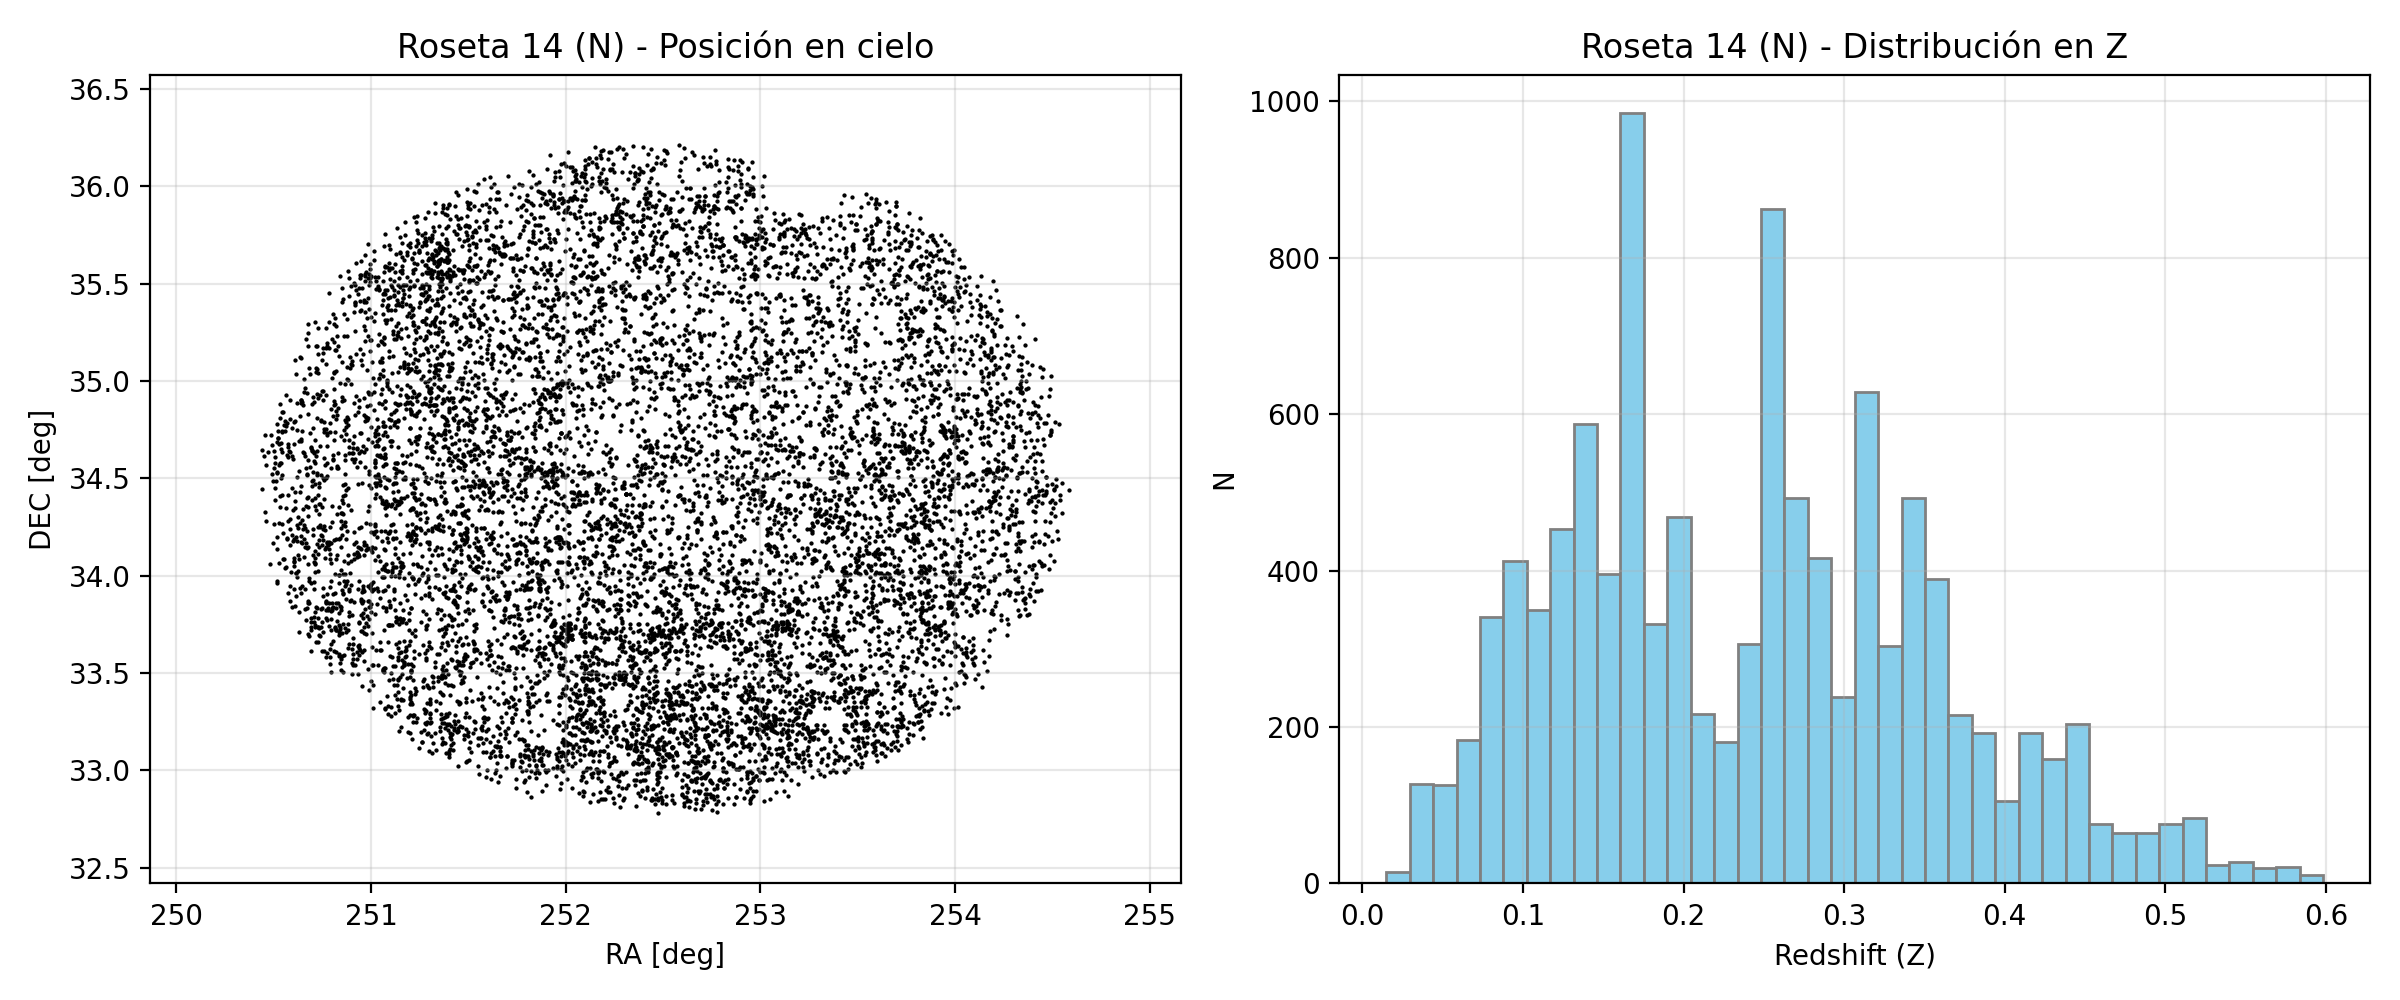 Roseta 14 (N) - Posición en cielo
36.5
36.0
35.5
35.0
34.5
34.0
33.5
33.0
32.5
DEC [deg]
250 251 252 253 254 255
RA [deg]
Roseta 14 (N) - Distribución en Z
1000
800
600
400
200
0
N
0.0 0.1 0.2 0.3 0.4 0.5 0.6
Redshift (Z)